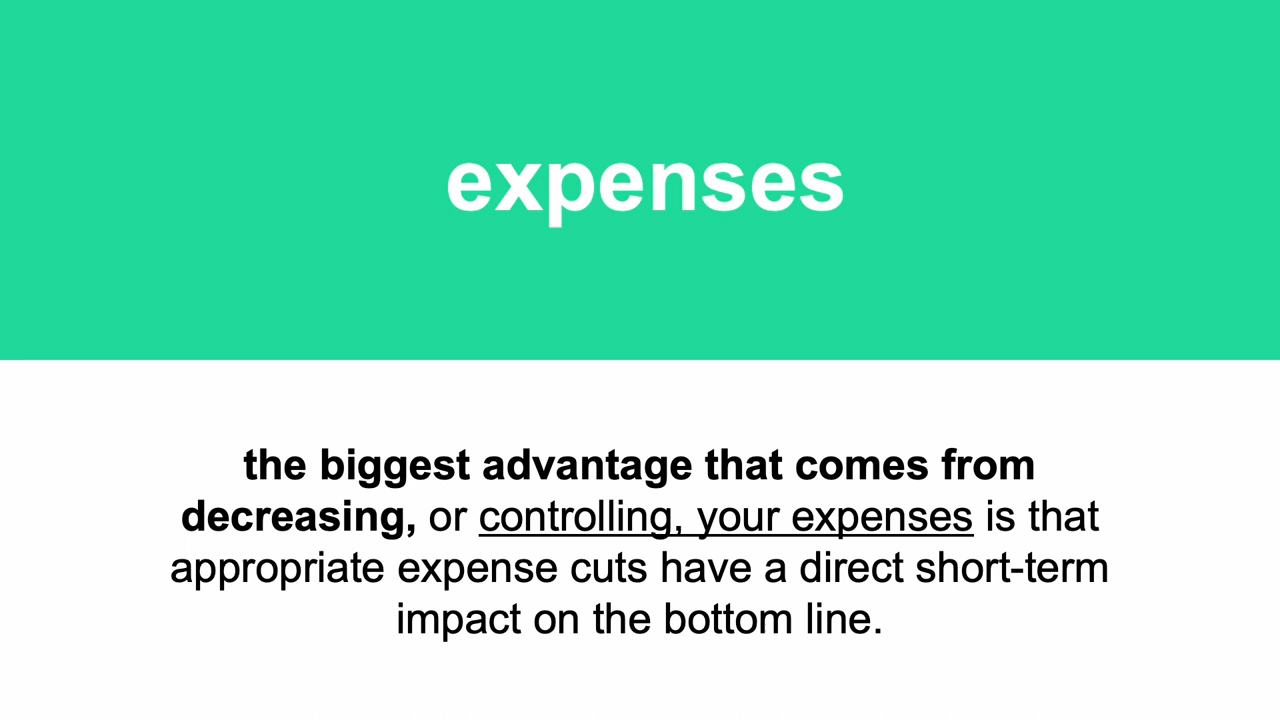 expenses
the biggest advantage that comes from
decreasing, or controlling, your expenses is that
appropriate expense cuts have a direct short-term
impact on the bottom line.